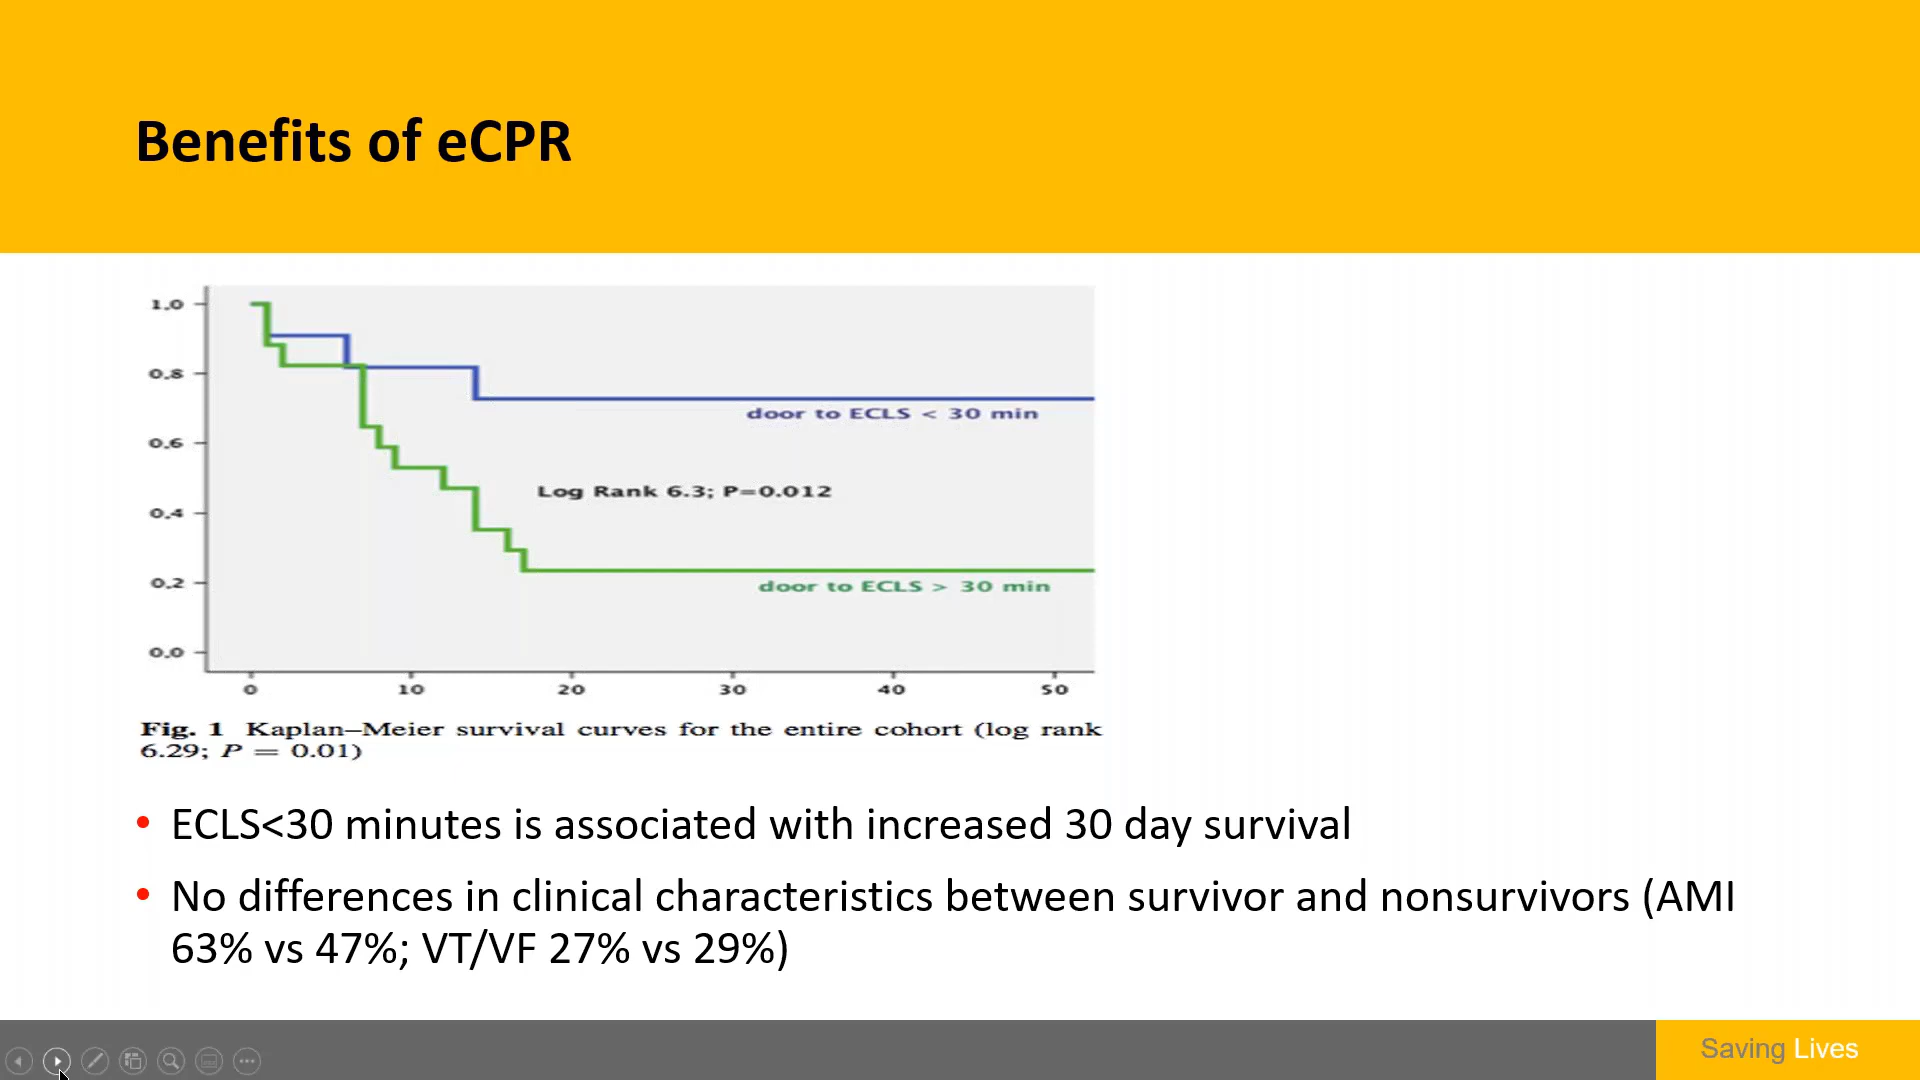 Benefits of eCPR
1.0
0.8
door to ECLS < 30 min
0.6
Log Rank 6.3; P=0.012
0.4
0.2
door to ECLS > 30 min
0.0
0 10 20 30 40 50
Fig. 1 Kaplan–Meier survival curves for the entire cohort (log rank
6.29; P = 0.01)
• ECLS<30 minutes is associated with increased 30 day survival
• No differences in clinical characteristics between survivor and nonsurvivors (AMI
63% vs 47%; VT/VF 27% vs 29%)
Saving Lives